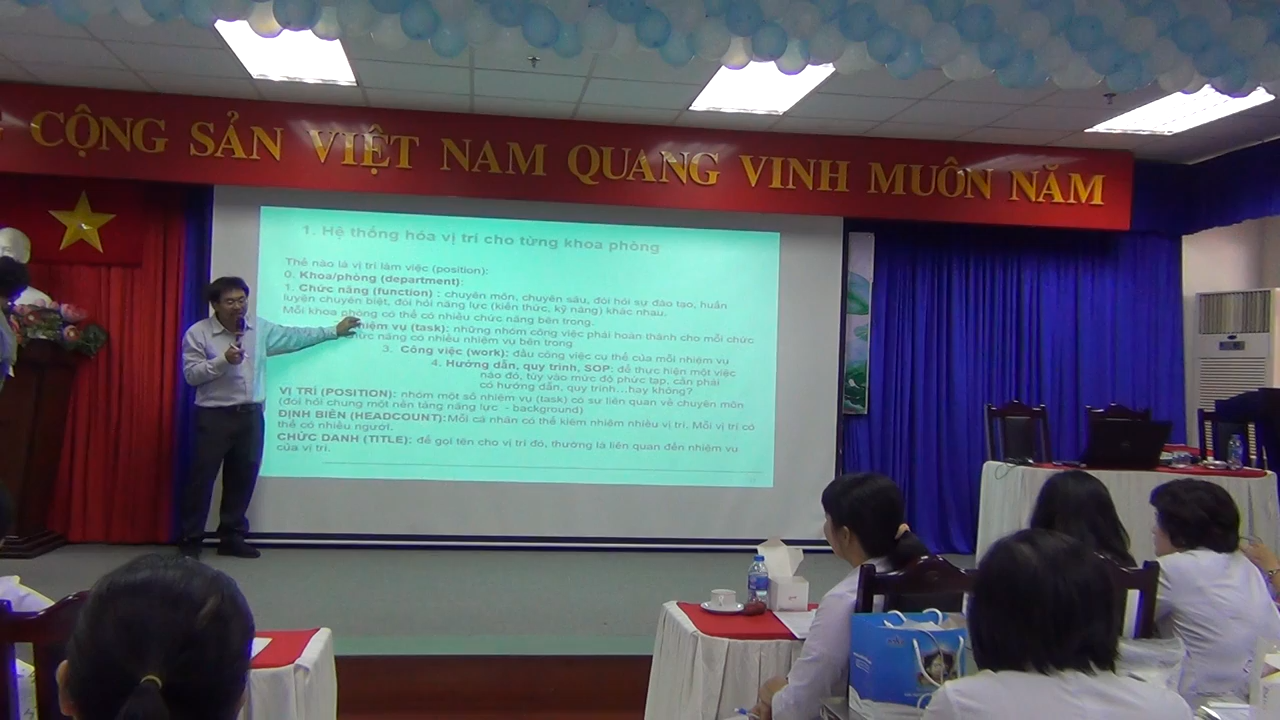 CỘNG SẢN VIỆT NAM QUANG VINH MUÔN NĂM
1. Hệ thống hóa vị trí cho từng khoa phòng
Thế nào là vị trí làm việc (position):
0. Khoa/phòng (department):
1. Chức năng (function) : chuyên môn, chuyên sâu, đòi hỏi sự đào tạo, huấn
luyện chuyên biệt, đòi hỏi năng lực (kiến thức, kỹ năng) khác nhau.
Mỗi khoa phòng có thể có nhiều chức năng bên trong.
nhiệm vụ (task): những nhóm công việc phải hoàn thành cho mỗi chức
chức năng có nhiều nhiệm vụ bên trong
3. Công việc (work): đầu công việc cụ thể của mỗi nhiệm vụ
4. Hướng dẫn, quy trình, SOP: để thực hiện một việc
nào đó, tùy vào mức độ phức tạp, cần phải
có hướng dẫn, quy trình...hay không?
VỊ TRÍ (POSITION): nhóm một số nhiệm vụ (task) có sự liên quan về chuyên môn
(đòi hỏi chung một nền tảng năng lực - background)
ĐỊNH BIÊN (HEADCOUNT): Mỗi cá nhân có thể kiêm nhiệm nhiều vị trí. Mỗi vị trí có
thể có nhiều người.
CHỨC DANH (TITLE): để gọi tên cho vị trí đó, thường là liên quan đến nhiệm vụ
của vị trí.